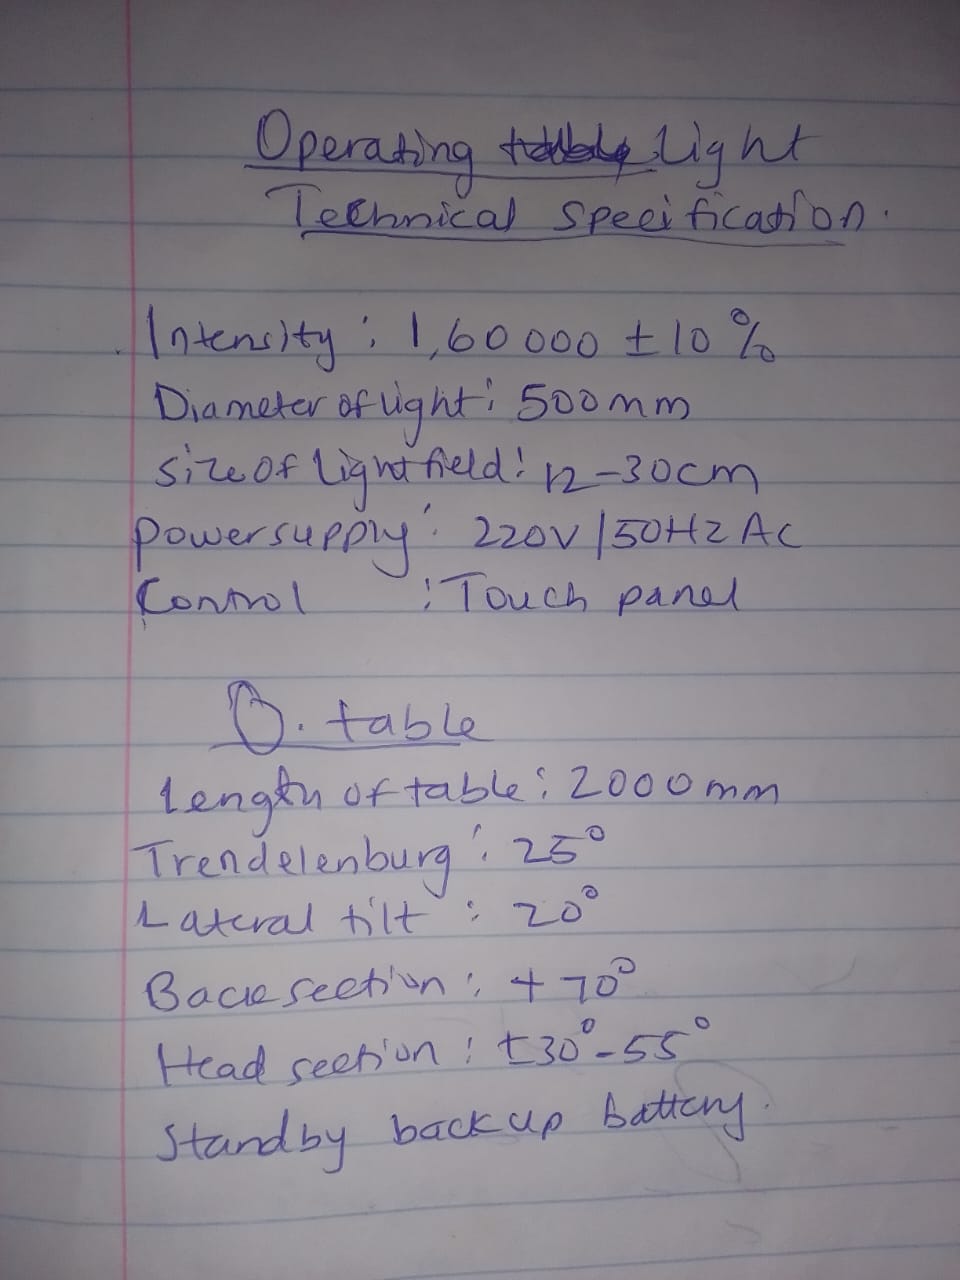 Operating Light
Technical specification.
Intensity : 1,60 000 ± 10 %
Diameter of light : 500mm
Size of Light field : 12-30cm
Power supply : 220V / 50Hz AC
Control : Touch panel
O. table
Length of table : 2000mm
Trendelenburg : 25°
Lateral tilt : 20°
Back section : + 70°
Head section : ±30°-55°
Standby back up battery.